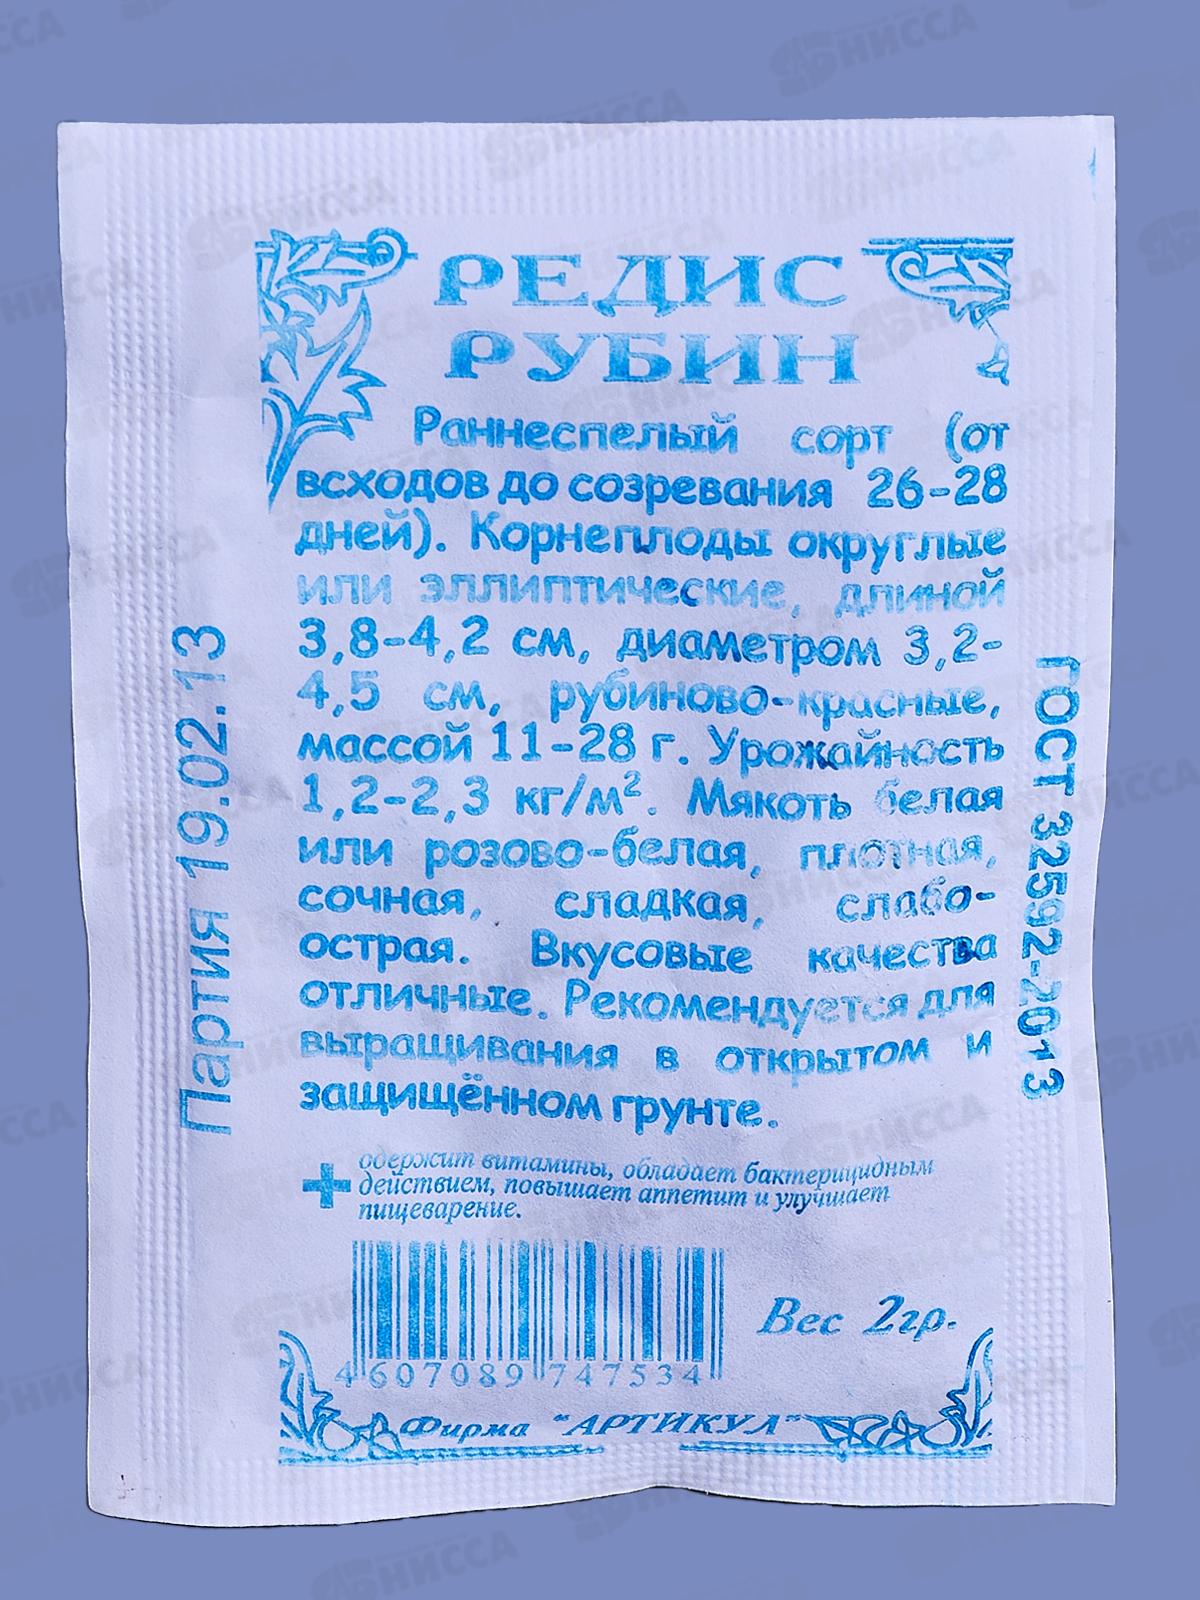 РЕДИС
РУБИН
Раннеспелый сорт (от
всходов до созревания 26-28
дней). Корнеплоды округлые
или эллиптические, длиной
3,8-4,2 см, диаметром 3,2-
4,5 см, рубиново-красные,
массой 11-28 г. Урожайность
1,2-2,3 кг/м². Мякоть белая
или розово-белая, плотная,
сочная, сладкая, слабо-
острая. Вкусовые качества
отличные. Рекомендуется для
выращивания в открытом и
защищённом грунте.
+ одержит витамины, обладает бактерицидным
действием, повышает аппетит и улучшает
пищеварение.
4 607089 747534
Вес 2гр.
Фирма "АРТИКУЛ"
Партия 19.02.13
ГОСТ 32592-2013
НИССА